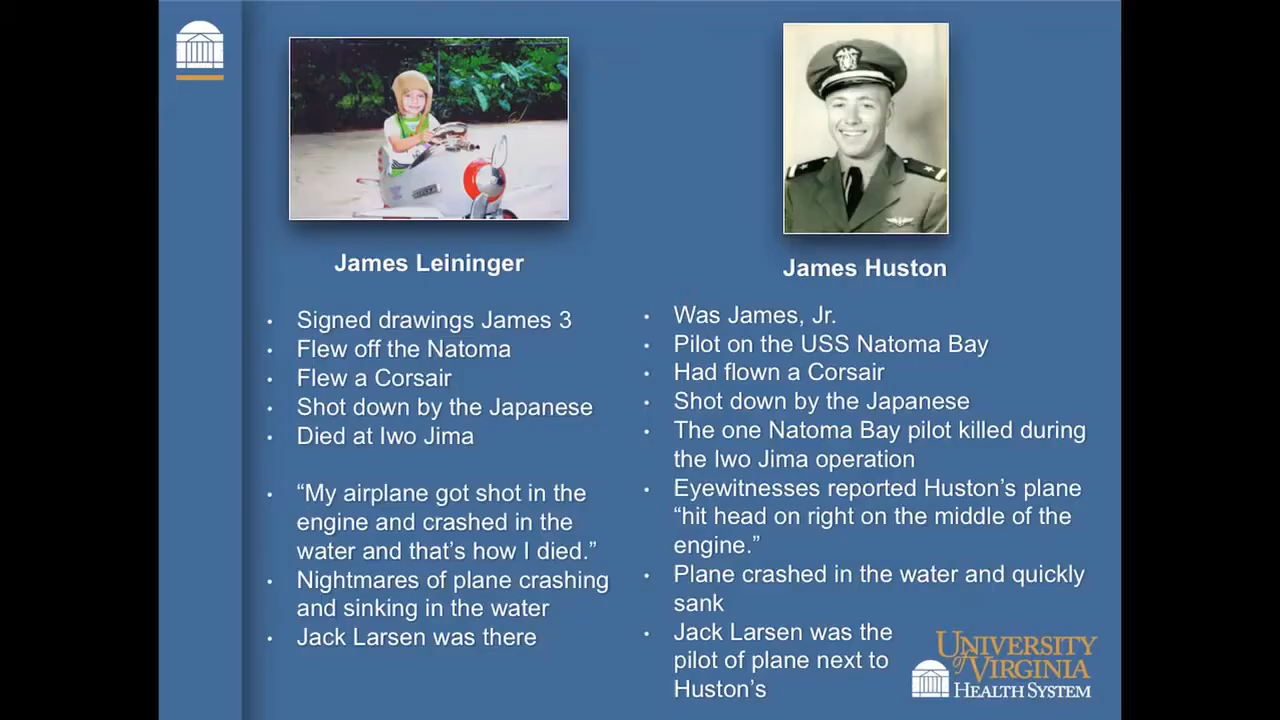 James Leininger
• Signed drawings James 3
• Flew off the Natoma
• Flew a Corsair
• Shot down by the Japanese
• Died at Iwo Jima
• “My airplane got shot in the
engine and crashed in the
water and that’s how I died.”
• Nightmares of plane crashing
and sinking in the water
• Jack Larsen was there
James Huston
• Was James, Jr.
• Pilot on the USS Natoma Bay
• Had flown a Corsair
• Shot down by the Japanese
• The one Natoma Bay pilot killed during
the Iwo Jima operation
• Eyewitnesses reported Huston’s plane
“hit head on right on the middle of the
engine.”
• Plane crashed in the water and quickly
sank
• Jack Larsen was the
pilot of plane next to
Huston’s
UNIVERSITY
of VIRGINIA
HEALTH SYSTEM